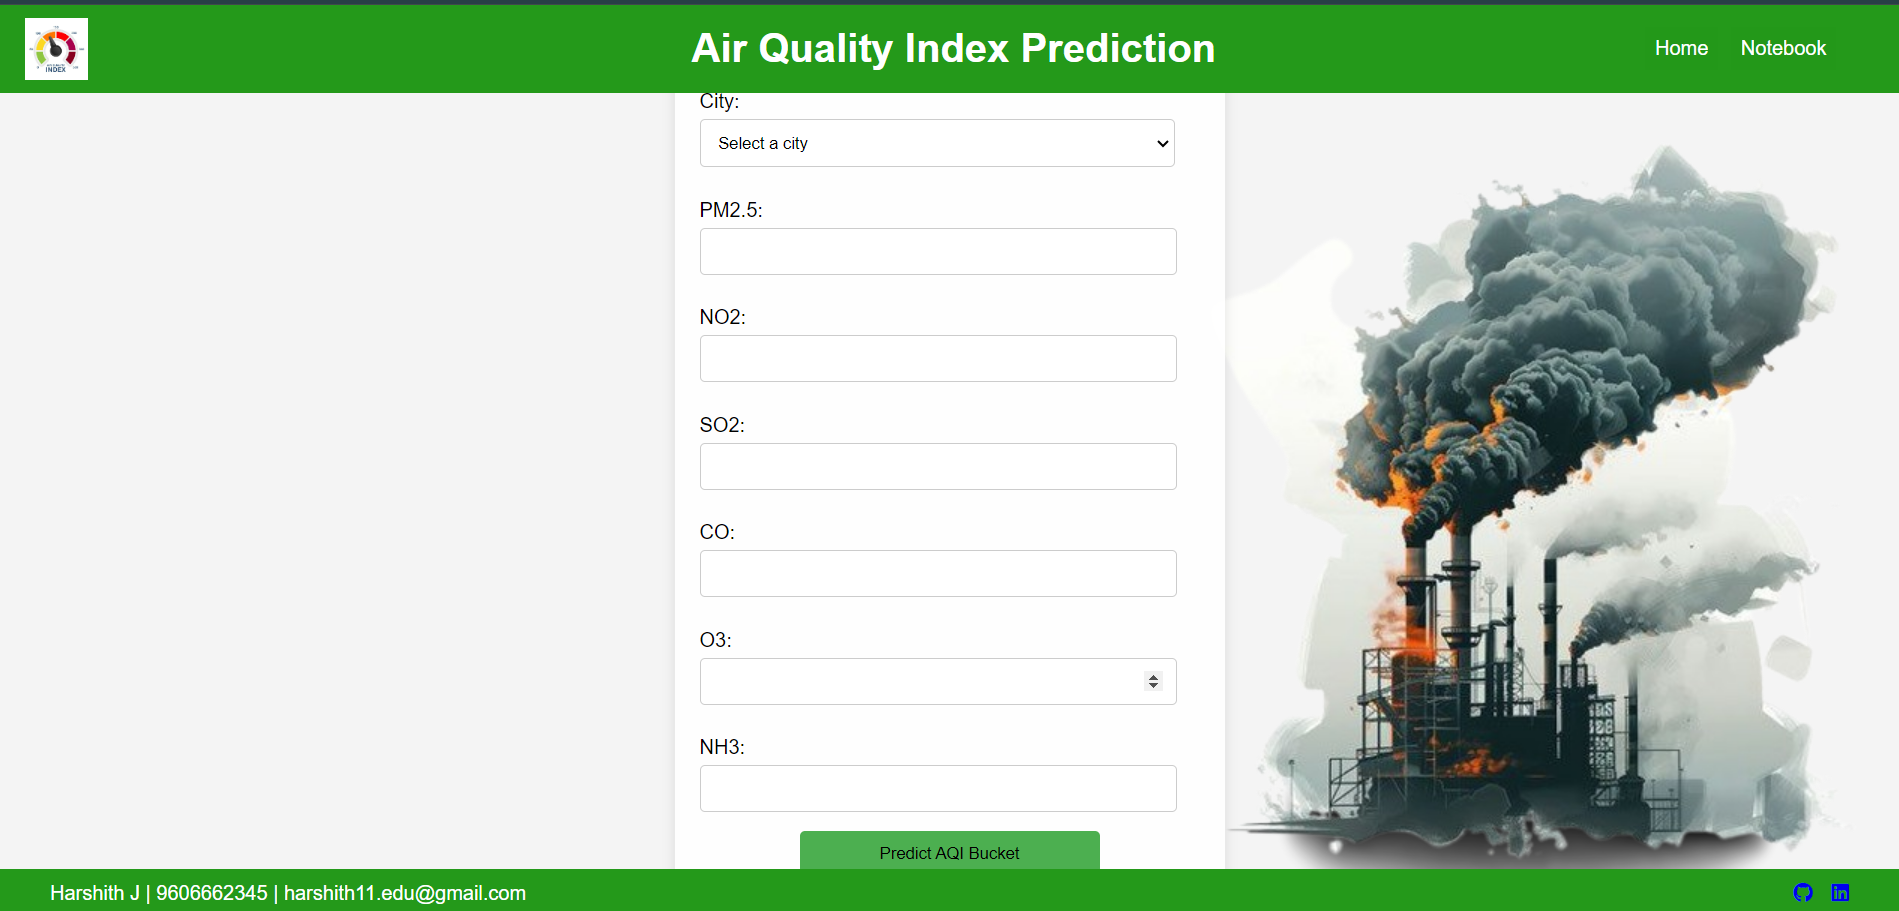 INDEX
Air Quality Index Prediction
Home
Notebook
City:
Select a city
PM2.5:
NO2:
SO2:
CO:
O3:
NH3:
Predict AQI Bucket
Harshith J | 9606662345 | harshith11.edu@gmail.com
in